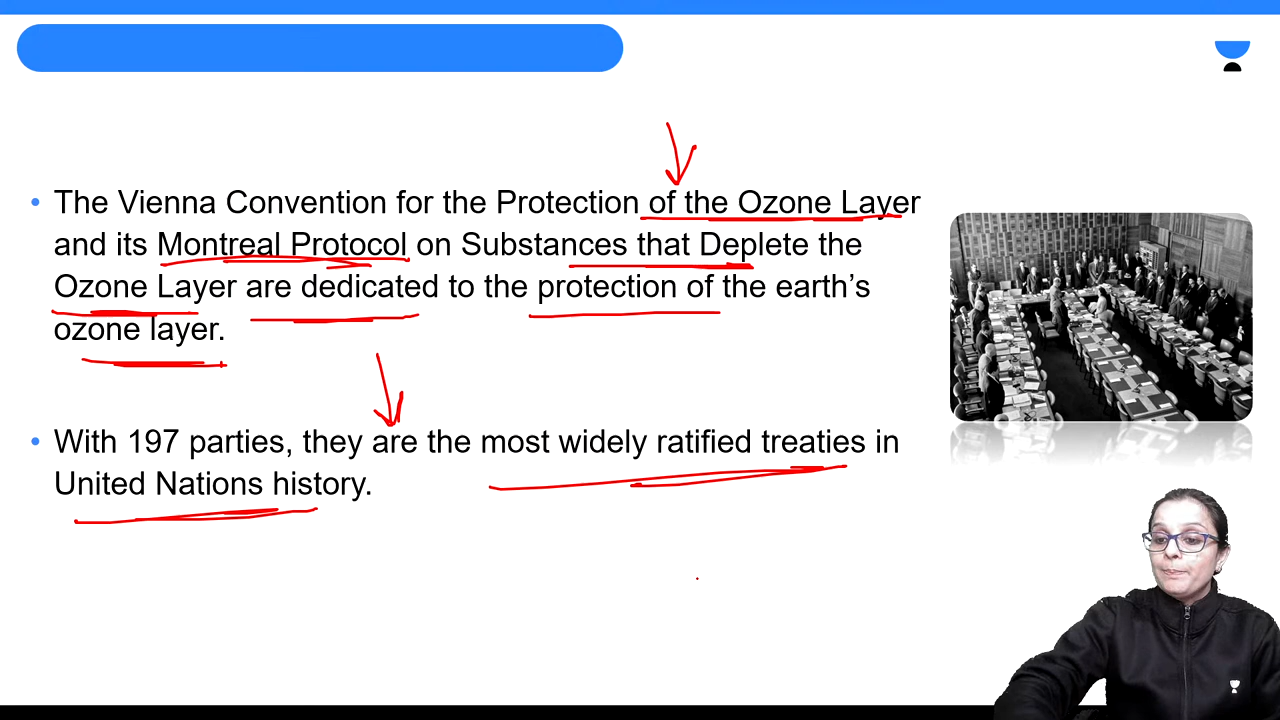 The Vienna Convention for the Protection of the Ozone Layer
and its Montreal Protocol on Substances that Deplete the
Ozone Layer are dedicated to the protection of the earth’s
ozone layer.
With 197 parties, they are the most widely ratified treaties in
United Nations history.